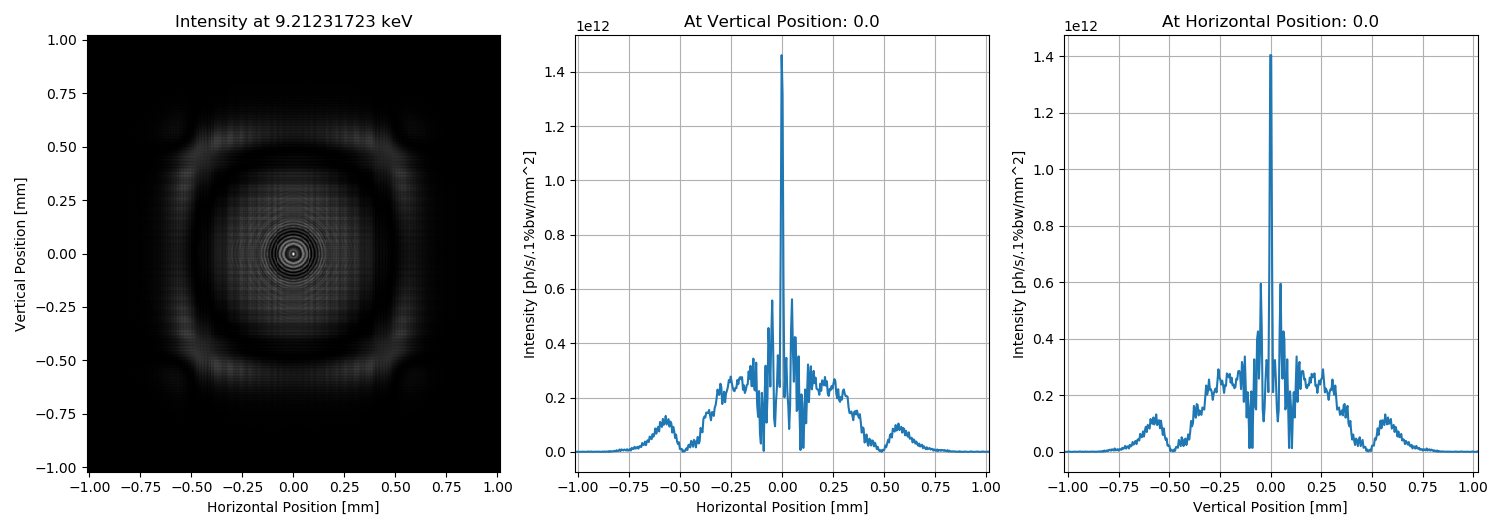 Intensity at 9.21231723 keV
1.00
0.75
0.50
0.25
0.00
−0.25
−0.50
−0.75
−1.00
Vertical Position [mm]
−1.00 −0.75 −0.50 −0.25 0.00 0.25 0.50 0.75 1.00
Horizontal Position [mm]
At Vertical Position: 0.0
1e12
1.4
1.2
1.0
0.8
0.6
0.4
0.2
0.0
Intensity [ph/s/.1%bw/mm^2]
−1.00 −0.75 −0.50 −0.25 0.00 0.25 0.50 0.75 1.00
Horizontal Position [mm]
At Horizontal Position: 0.0
1e12
1.4
1.2
1.0
0.8
0.6
0.4
0.2
0.0
Intensity [ph/s/.1%bw/mm^2]
−1.00 −0.75 −0.50 −0.25 0.00 0.25 0.50 0.75 1.00
Vertical Position [mm]